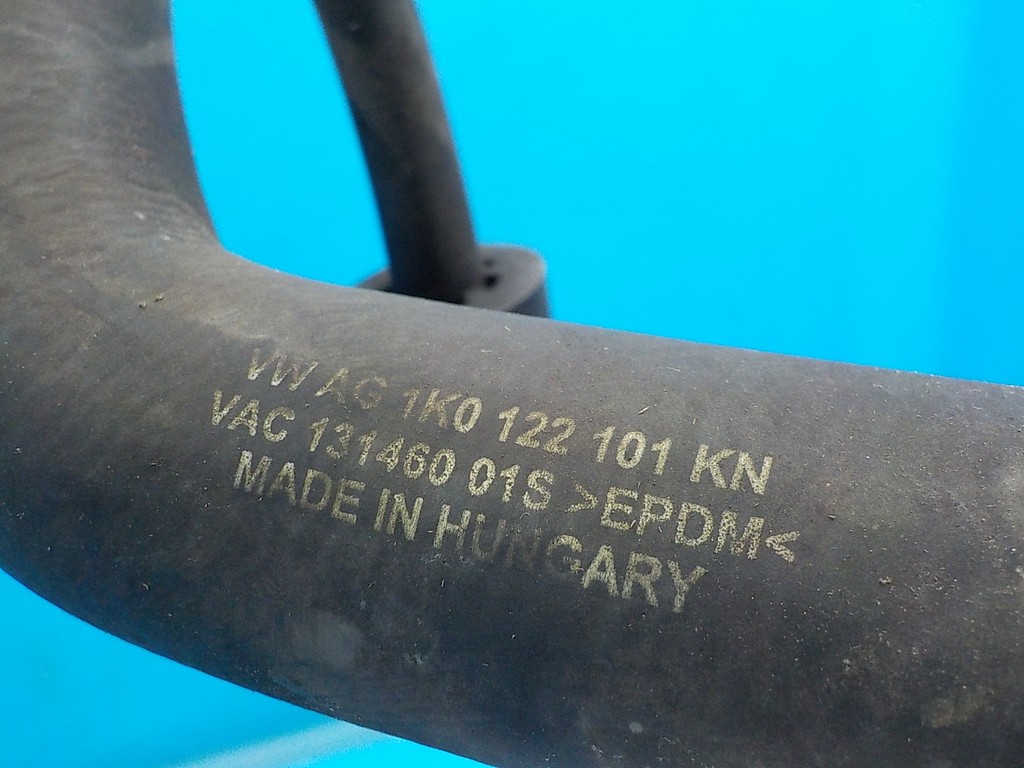 VW AG 1K0 122 101 KN
VAC 131460 01S >EPDM<
MADE IN HUNGARY